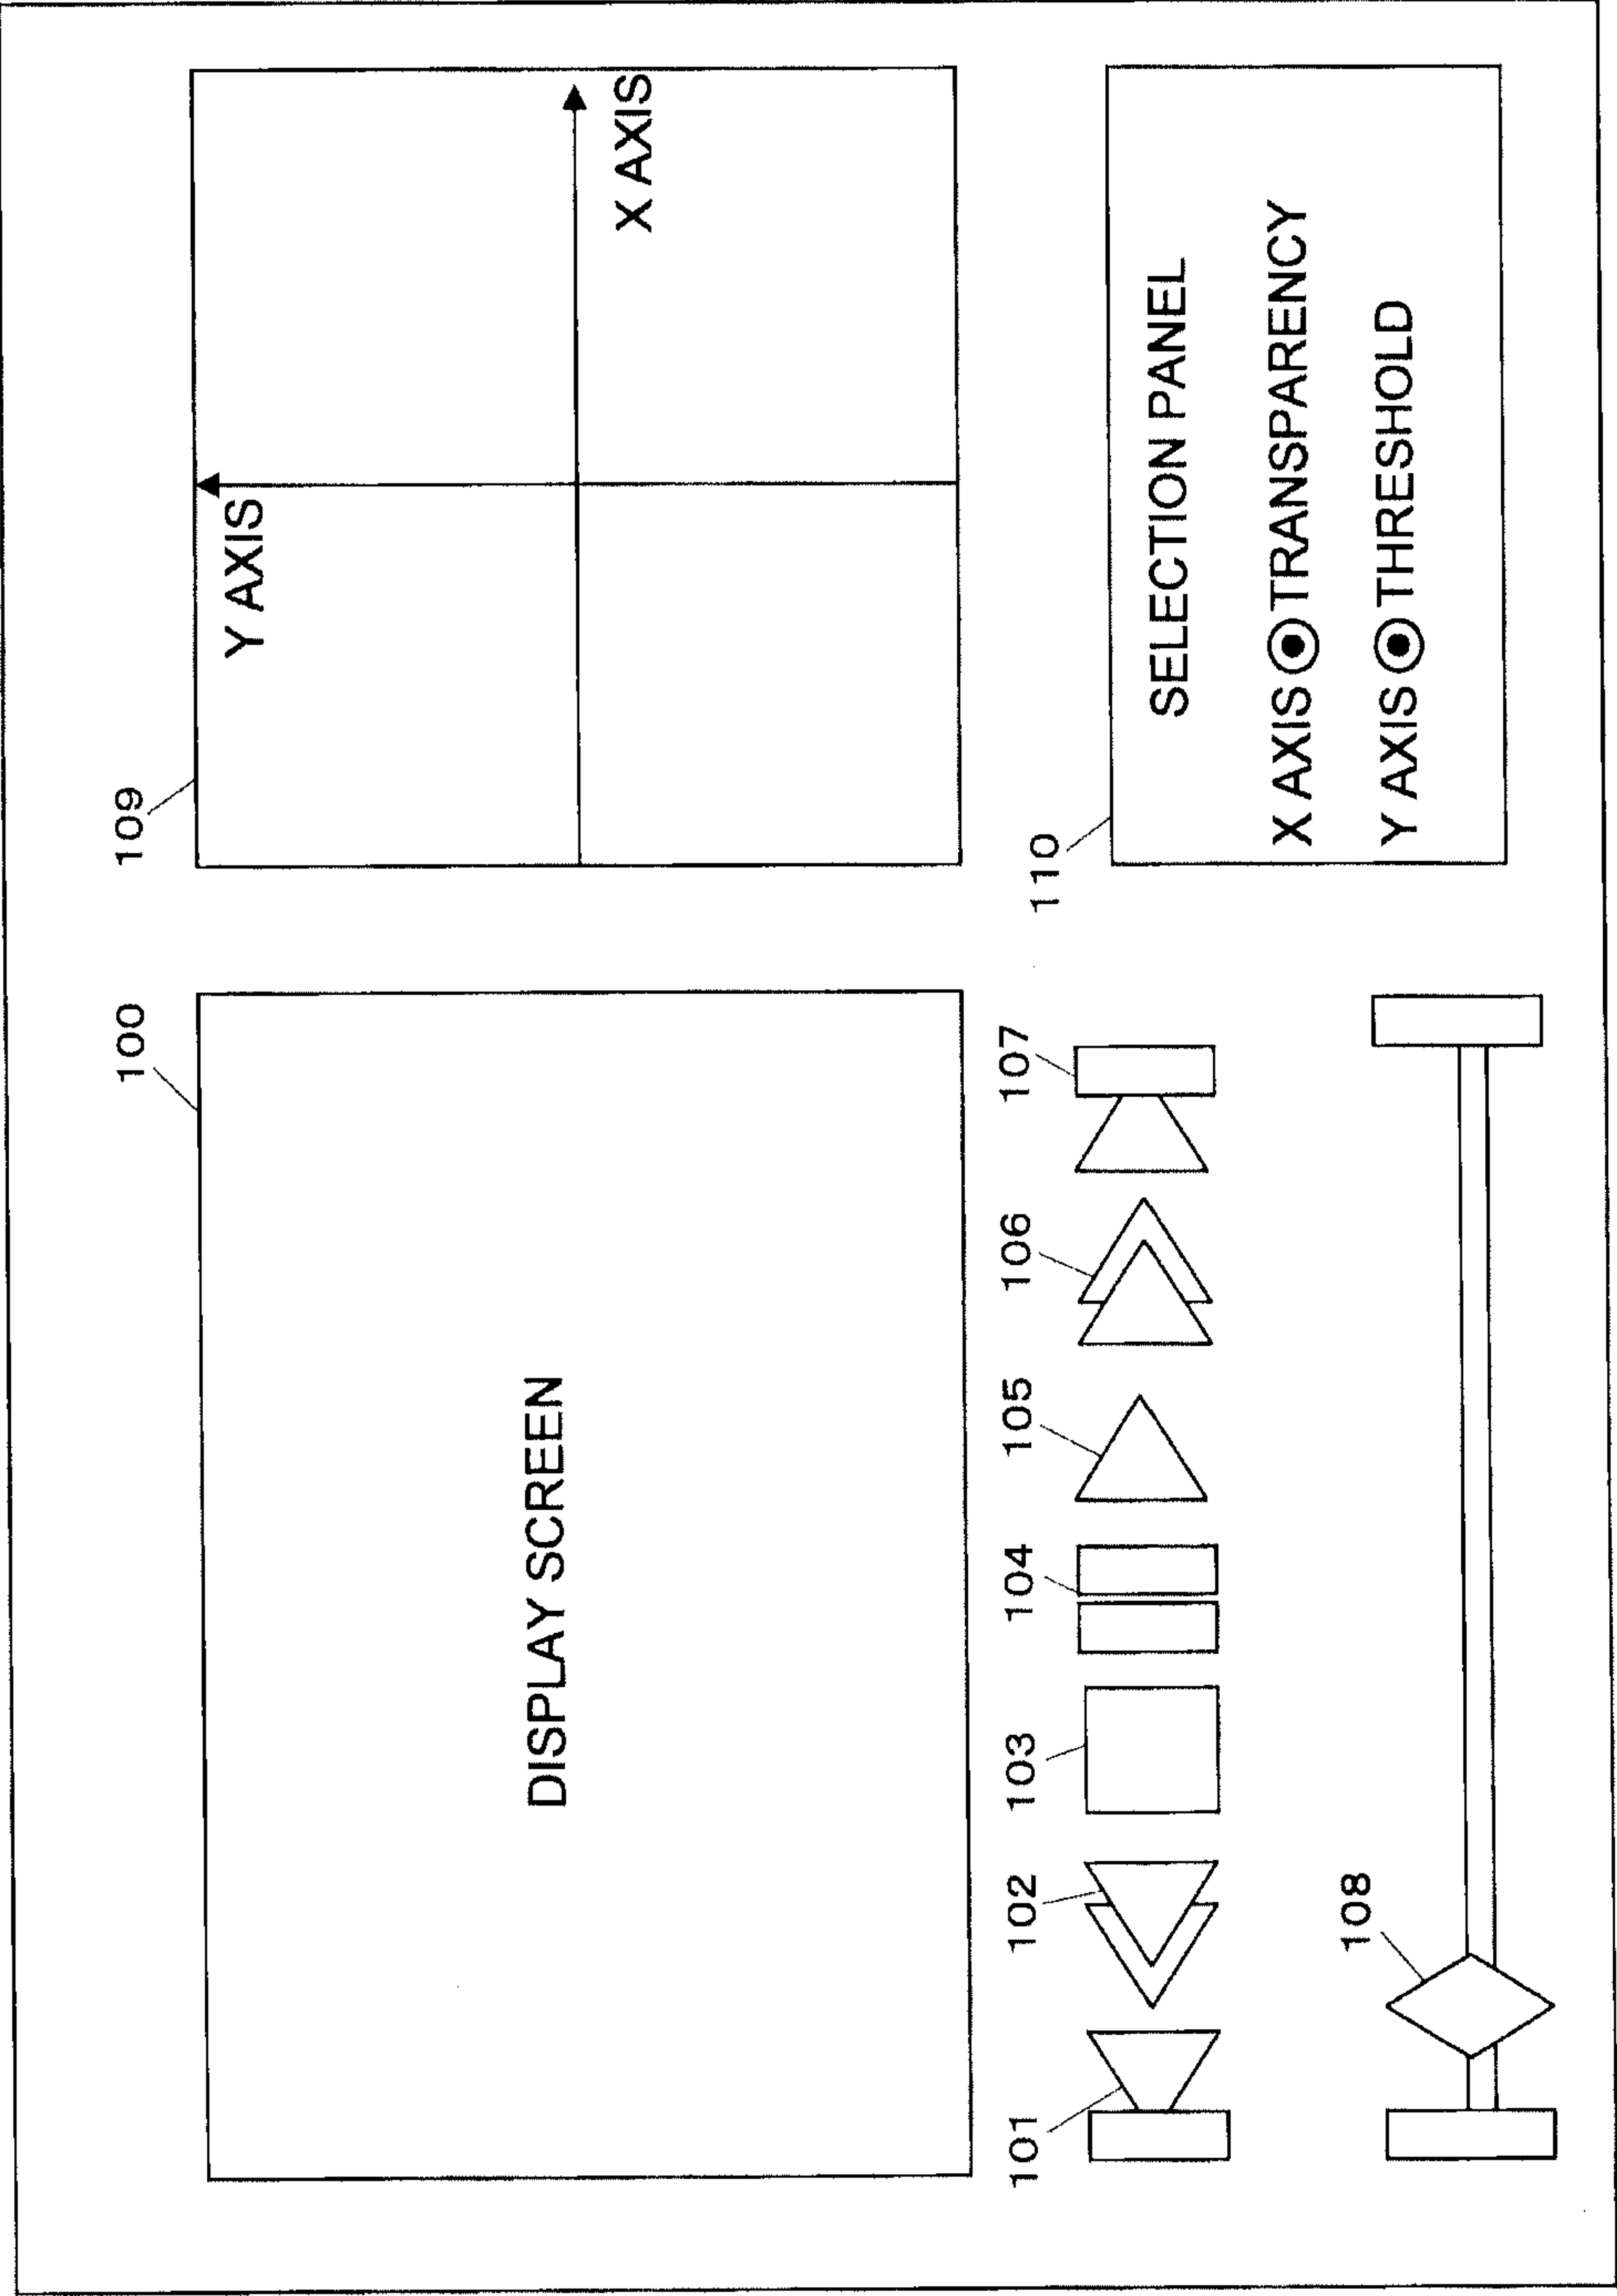 100
DISPLAY SCREEN
109
Y AXIS
X AXIS
101
102
103
104
105
106
107
108
110
SELECTION PANEL
X AXIS TRANSPARENCY
Y AXIS THRESHOLD